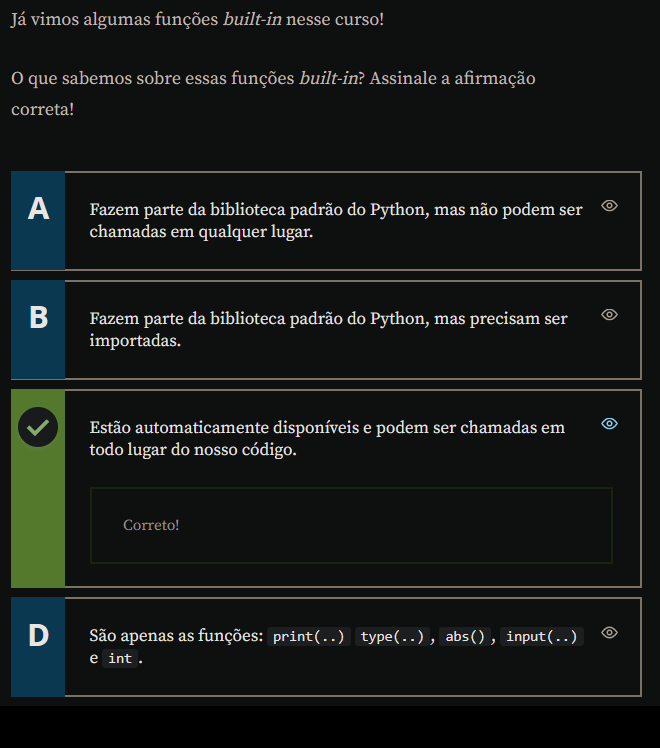 Já vimos algumas funções built-in nesse curso!
O que sabemos sobre essas funções built-in? Assinale a afirmação
correta!
A
Fazem parte da biblioteca padrão do Python, mas não podem ser
chamadas em qualquer lugar.
B
Fazem parte da biblioteca padrão do Python, mas precisam ser
importadas.
Estão automaticamente disponíveis e podem ser chamadas em
todo lugar do nosso código.
Correto!
D
São apenas as funções: print(..) type(..), abs(), input(..)
e int.